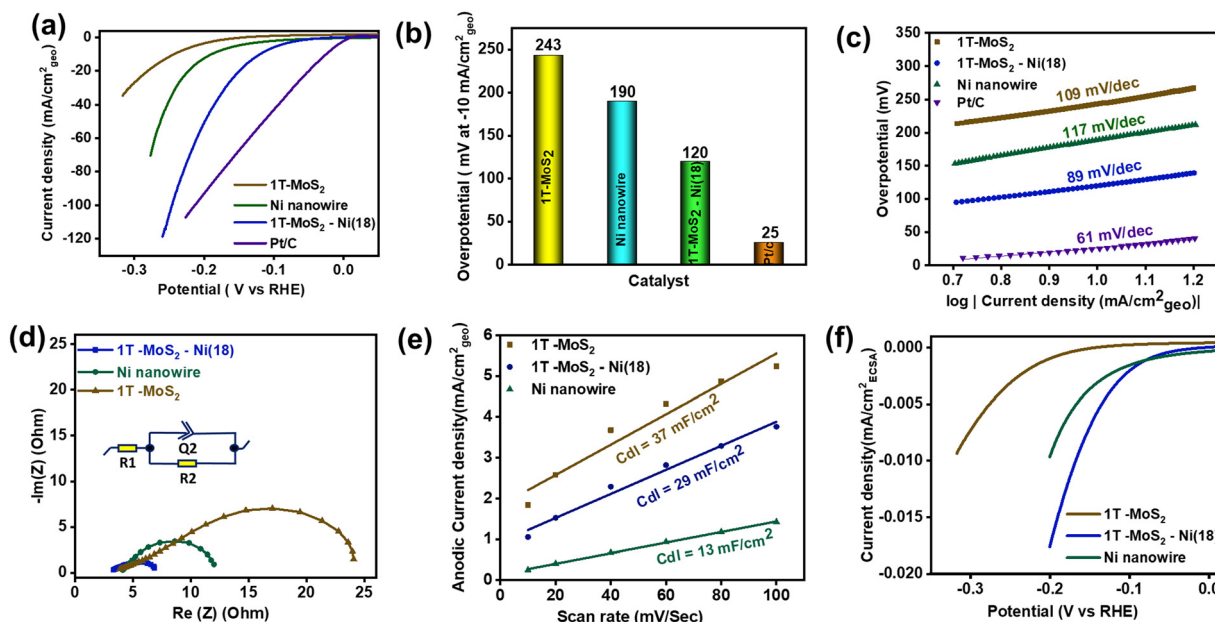 (a)
Current density (mA/cm²geo)
0
-20
-40
-60
-80
-100
-120
1T-MoS₂
Ni nanowire
1T-MoS₂ - Ni(18)
Pt/C
-0.3
-0.2
-0.1
0.0
Potential ( V vs RHE)
(b)
Overpotential ( mV at -10 mA/cm²geo)
250
200
150
100
50
0
243
190
120
25
1T-MoS₂
Ni nanowire
1T-MoS₂ - Ni(18)
Pt/c
Catalyst
(c)
1T-MoS₂
1T-MoS₂ - Ni(18)
Ni nanowire
Pt/C
Overpotential (mV)
350
300
250
200
150
100
50
0
109 mV/dec
117 mV/dec
89 mV/dec
61 mV/dec
0.7
0.8
0.9
1.0
1.1
1.2
log | Current density (mA/cm²geo)|
(d)
-Im(Z) (Ohm)
25
20
15
10
5
0
1T -MoS₂ - Ni(18)
Ni nanowire
1T -MoS₂
R1
Q2
R2
0
5
10
15
20
25
Re (Z) (Ohm)
(e)
Anodic Current density(mA/cm²geo)
6
5
4
3
2
1
0
1T -MoS₂
1T -MoS₂ - Ni(18)
Ni nanowire
Cdl = 37 mF/cm²
Cdl = 29 mF/cm²
Cdl = 13 mF/cm²
20
40
60
80
100
Scan rate (mV/Sec)
(f)
Current density(mA/cm²ECSA)
0.000
-0.005
-0.010
-0.015
-0.020
1T -MoS₂
1T -MoS₂ - Ni(18)
Ni nanowire
-0.3
-0.2
-0.1
0.0
Potential (V vs RHE)